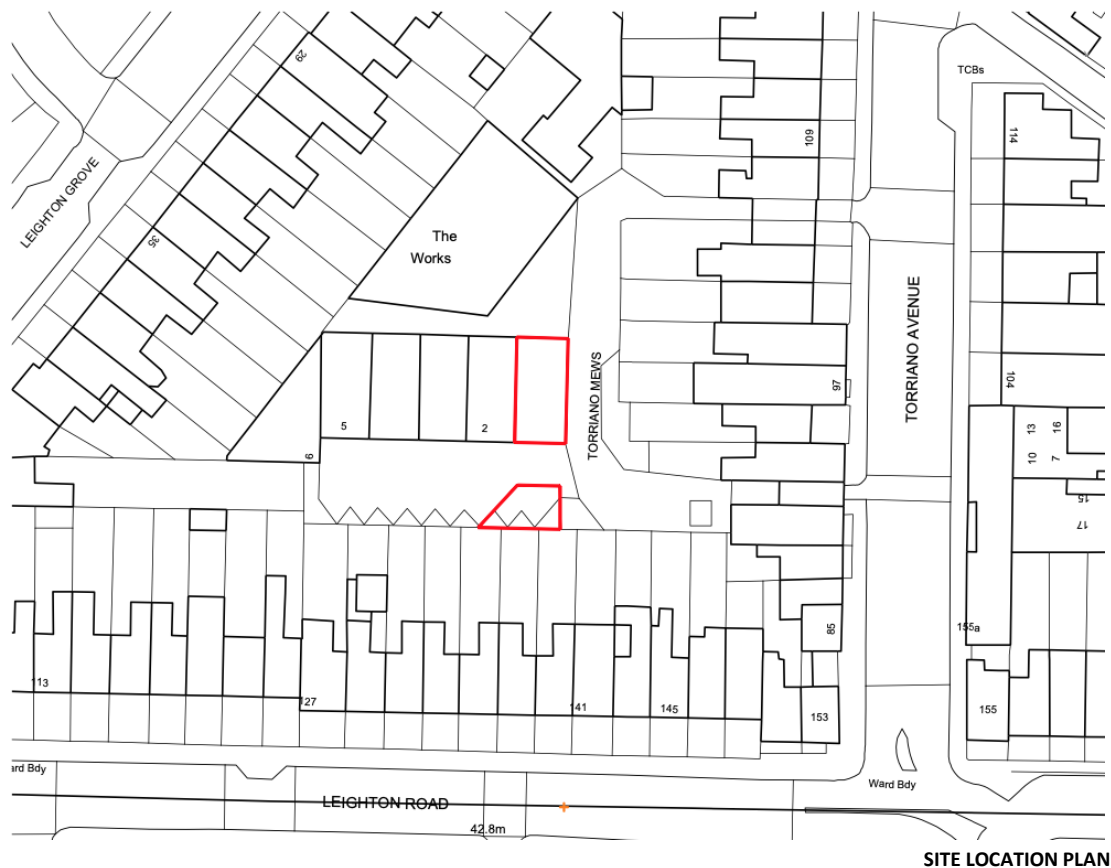 29
TCBs
114
109
LEIGHTON GROVE
The
Works
35
TORRIANO AVENUE
TORRIANO MEWS
97
104
5
2
6
13
16
10
7
15
17
85
155a
113
127
141
145
153
155
ard Bdy
Ward Bdy
LEIGHTON ROAD
42.8m
SITE LOCATION PLAN